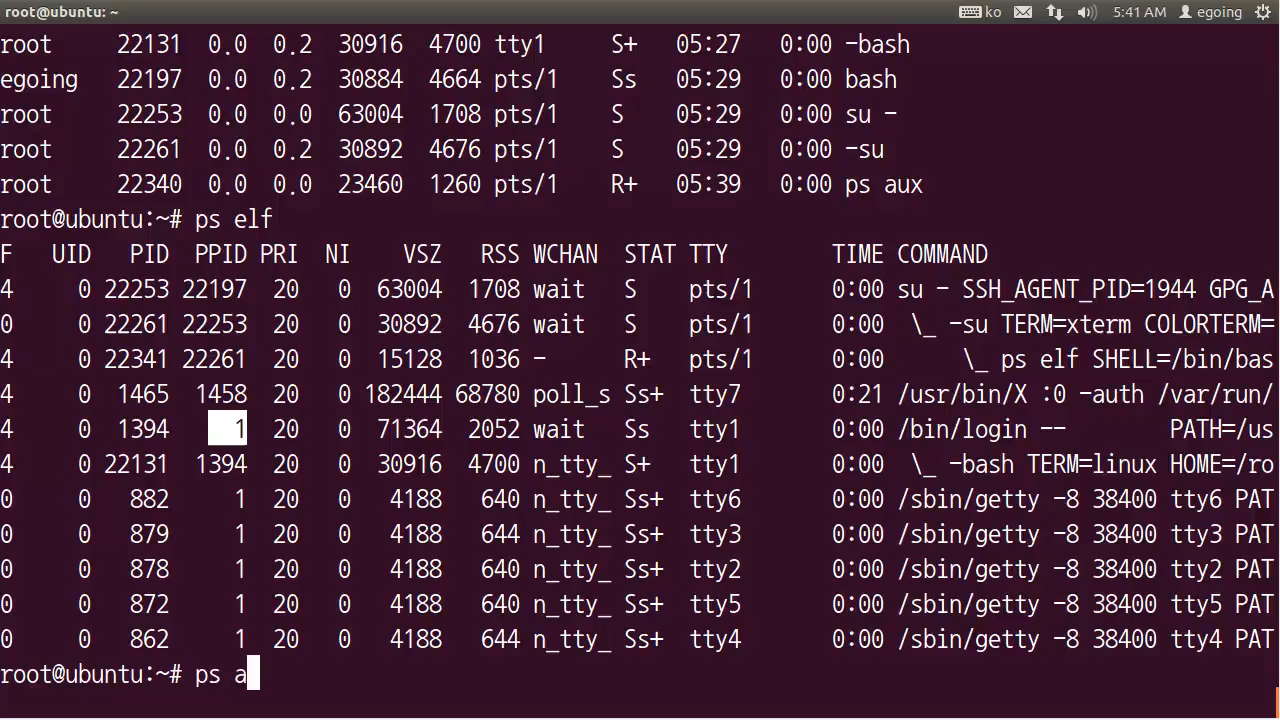 root@ubuntu: ~ ko 5:41 AM egoing
root 22131 0.0 0.2 30916 4700 tty1 S+ 05:27 0:00 -bash
egoing 22197 0.0 0.2 30884 4664 pts/1 Ss 05:29 0:00 bash
root 22253 0.0 0.0 63004 1708 pts/1 S 05:29 0:00 su -
root 22261 0.0 0.2 30892 4676 pts/1 S 05:29 0:00 -su
root 22340 0.0 0.0 23460 1260 pts/1 R+ 05:39 0:00 ps aux
root@ubuntu:~# ps elf
F UID PID PPID PRI NI VSZ RSS WCHAN STAT TTY TIME COMMAND
4 0 22253 22197 20 0 63004 1708 wait S pts/1 0:00 su - SSH_AGENT_PID=1944 GPG_A
0 0 22261 22253 20 0 30892 4676 wait S pts/1 0:00 \_ -su TERM=xterm COLORTERM=
4 0 22341 22261 20 0 15128 1036 - R+ pts/1 0:00 \_ ps elf SHELL=/bin/bas
4 0 1465 1458 20 0 182444 68780 poll_s Ss+ tty7 0:21 /usr/bin/X :0 -auth /var/run/
4 0 1394 1 20 0 71364 2052 wait Ss tty1 0:00 /bin/login -- PATH=/us
4 0 22131 1394 20 0 30916 4700 n_tty_ S+ tty1 0:00 \_ -bash TERM=linux HOME=/ro
0 0 882 1 20 0 4188 640 n_tty_ Ss+ tty6 0:00 /sbin/getty -8 38400 tty6 PAT
0 0 879 1 20 0 4188 644 n_tty_ Ss+ tty3 0:00 /sbin/getty -8 38400 tty3 PAT
0 0 878 1 20 0 4188 640 n_tty_ Ss+ tty2 0:00 /sbin/getty -8 38400 tty2 PAT
0 0 872 1 20 0 4188 640 n_tty_ Ss+ tty5 0:00 /sbin/getty -8 38400 tty5 PAT
0 0 862 1 20 0 4188 644 n_tty_ Ss+ tty4 0:00 /sbin/getty -8 38400 tty4 PAT
root@ubuntu:~# ps a